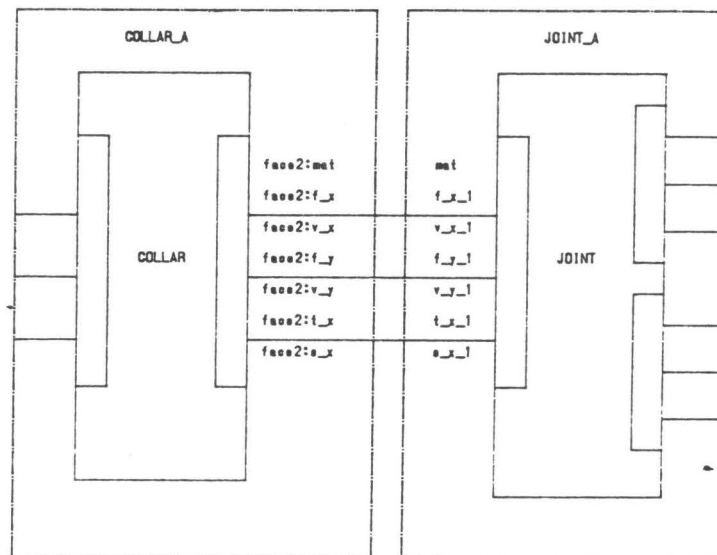 COLLAR_A JOINT_A
face2:mat mat
face2:f_x f_x_1
face2:v_x v_x_1
COLLAR face2:f_y f_y_1 JOINT
face2:v_y v_y_1
face2:t_x t_x_1
face2:s_x s_x_1